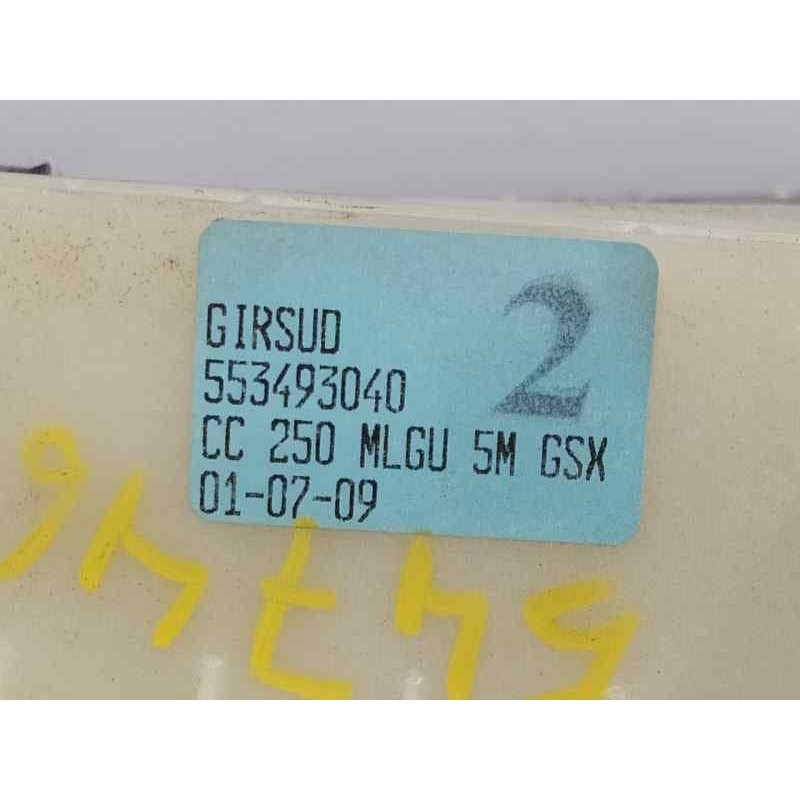 GIRSUD
553493040
2
CC 250 MLGU 5M GSX
01-07-09